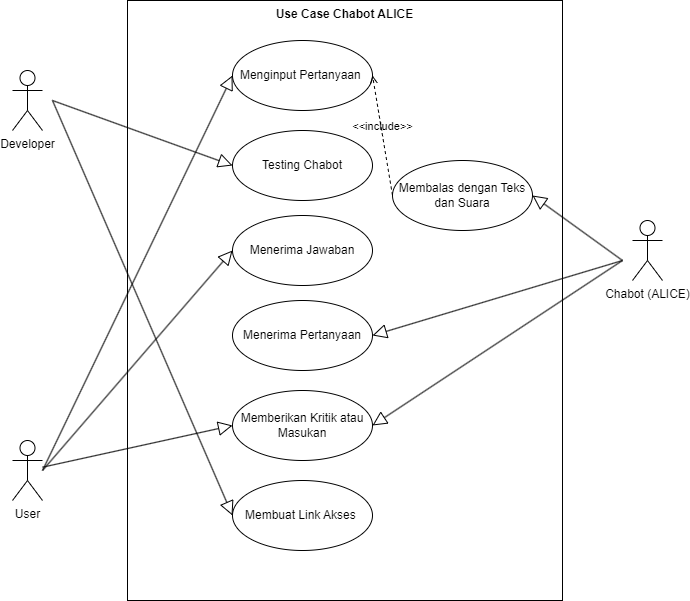 Use Case Chabot ALICE
Menginput Pertanyaan
Developer
<<include>>
Testing Chabot
Membalas dengan Teks
dan Suara
Menerima Jawaban
Chabot (ALICE)
Menerima Pertanyaan
Memberikan Kritik atau
Masukan
User
Membuat Link Akses